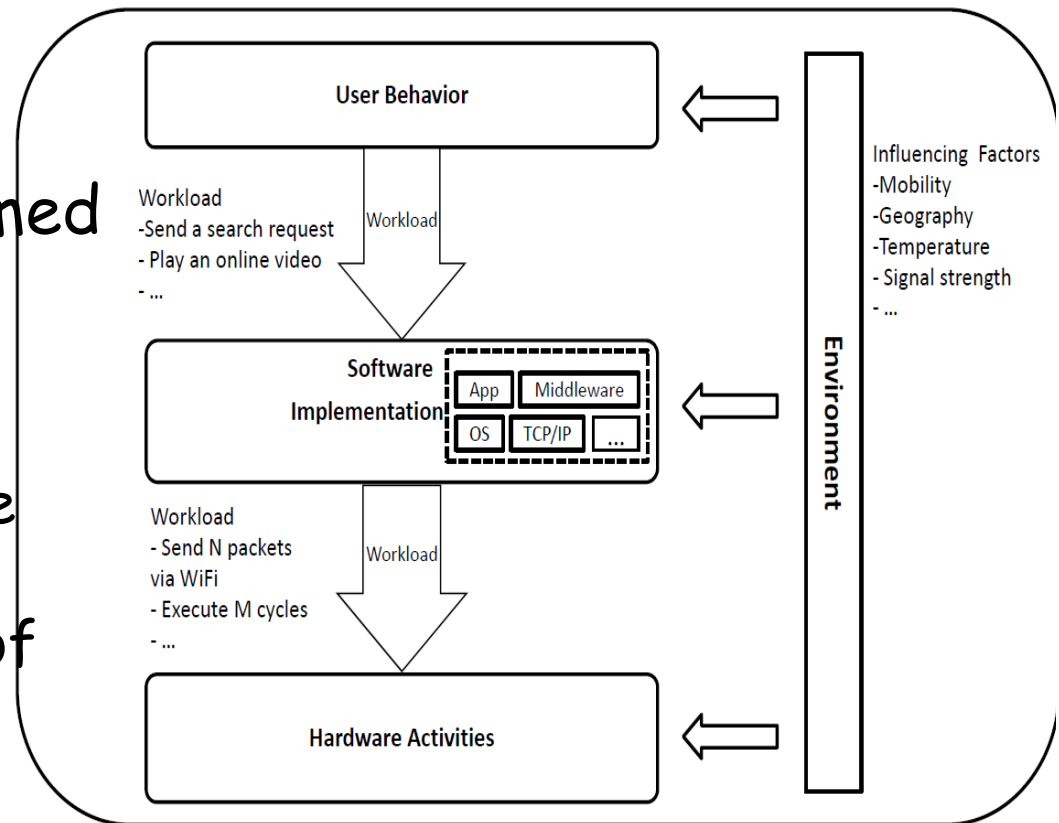 User Behavior
Influencing Factors
-Mobility
-Geography
-Temperature
- Signal strength
- ...
Workload
-Send a search request
- Play an online video
- ...
Workload
Software
Implementation
App Middleware
OS TCP/IP ...
Environment
Workload
- Send N packets
via WiFi
- Execute M cycles
- ...
Workload
Hardware Activities
of